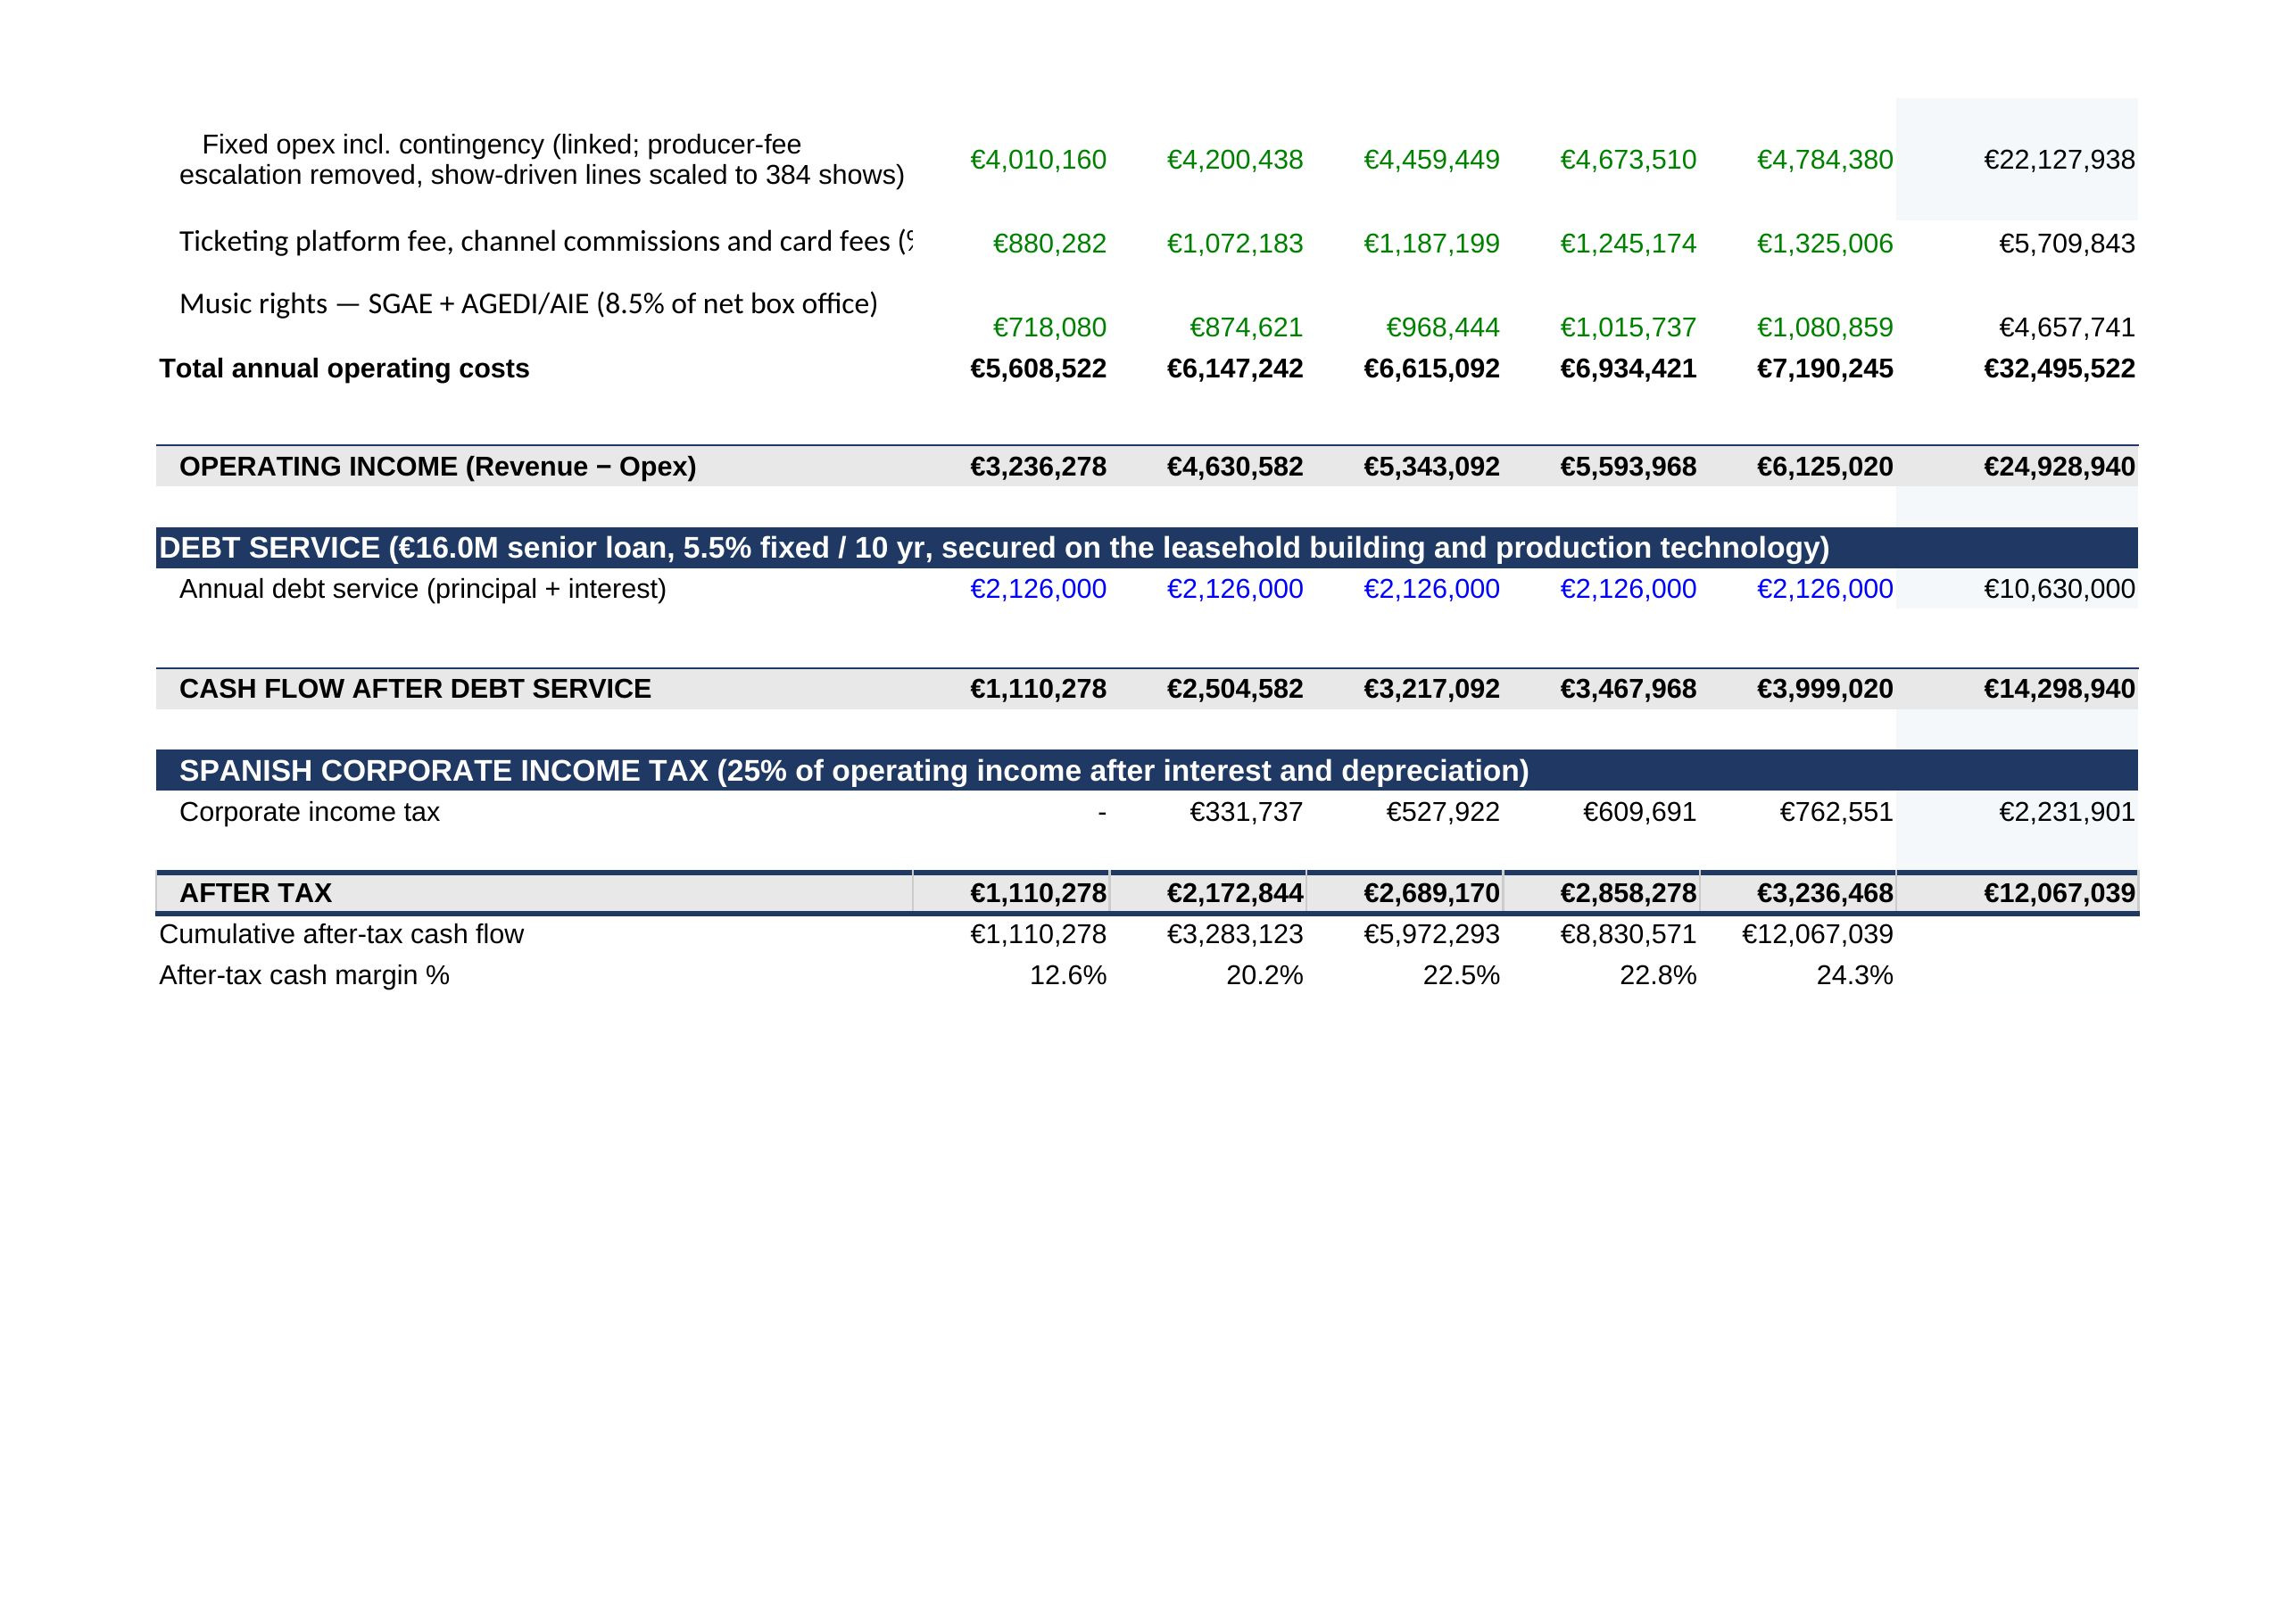 Fixed opex incl. contingency (linked; producer-fee
escalation removed, show-driven lines scaled to 384 shows) €4,010,160 €4,200,438 €4,459,449 €4,673,510 €4,784,380 €22,127,938
Ticketing platform fee, channel commissions and card fees (% €880,282 €1,072,183 €1,187,199 €1,245,174 €1,325,006 €5,709,843
Music rights — SGAE + AGEDI/AIE (8.5% of net box office) €718,080 €874,621 €968,444 €1,015,737 €1,080,859 €4,657,741
Total annual operating costs €5,608,522 €6,147,242 €6,615,092 €6,934,421 €7,190,245 €32,495,522
OPERATING INCOME (Revenue − Opex) €3,236,278 €4,630,582 €5,343,092 €5,593,968 €6,125,020 €24,928,940
DEBT SERVICE (€16.0M senior loan, 5.5% fixed / 10 yr, secured on the leasehold building and production technology)
Annual debt service (principal + interest) €2,126,000 €2,126,000 €2,126,000 €2,126,000 €2,126,000 €10,630,000
CASH FLOW AFTER DEBT SERVICE €1,110,278 €2,504,582 €3,217,092 €3,467,968 €3,999,020 €14,298,940
SPANISH CORPORATE INCOME TAX (25% of operating income after interest and depreciation)
Corporate income tax - €331,737 €527,922 €609,691 €762,551 €2,231,901
AFTER TAX €1,110,278 €2,172,844 €2,689,170 €2,858,278 €3,236,468 €12,067,039
Cumulative after-tax cash flow €1,110,278 €3,283,123 €5,972,293 €8,830,571 €12,067,039
After-tax cash margin % 12.6% 20.2% 22.5% 22.8% 24.3%